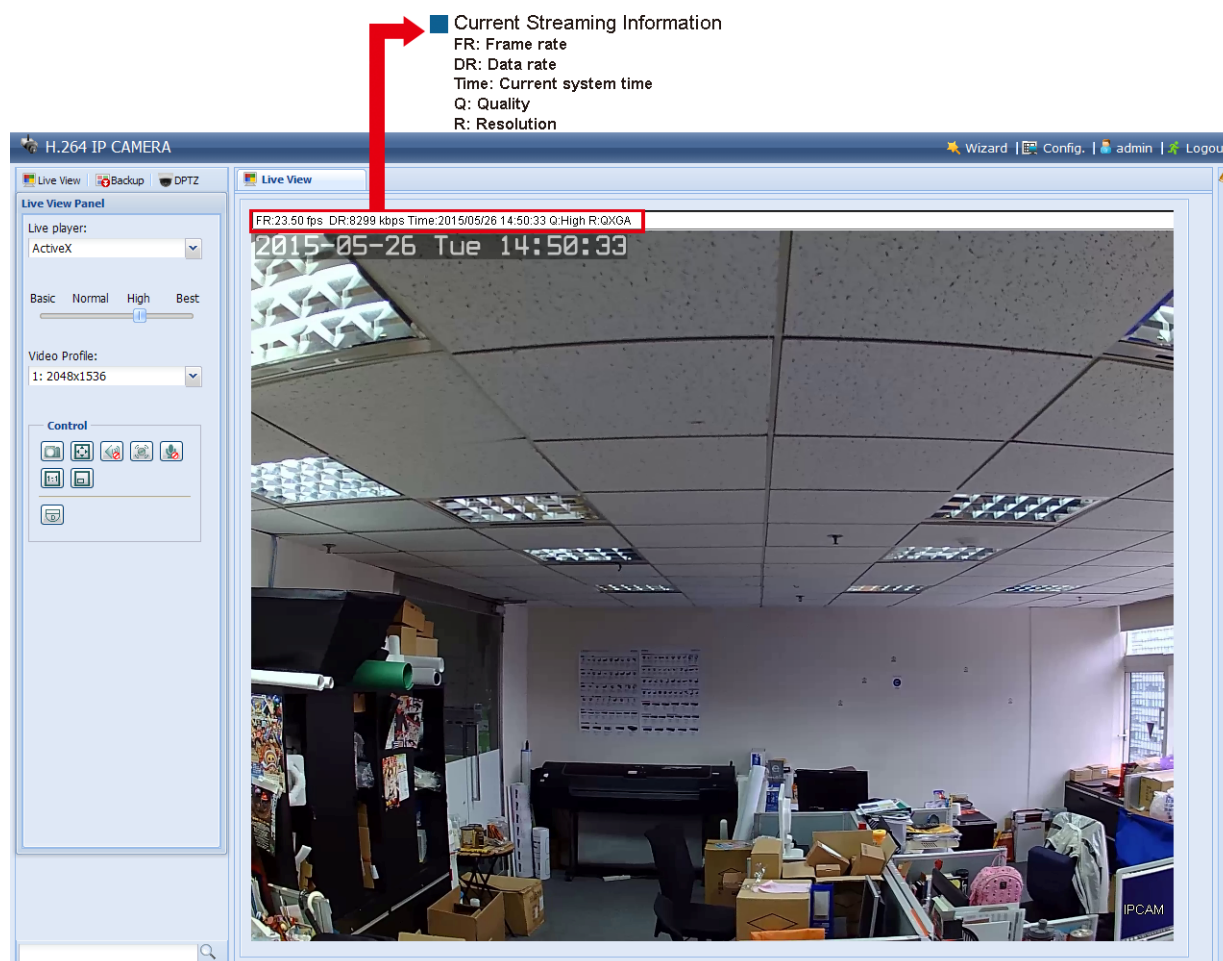 Current Streaming Information
FR: Frame rate
DR: Data rate
Time: Current system time
Q: Quality
R: Resolution
H.264 IP CAMERA
Wizard | Config. | admin | Logou
Live View | Backup | DPTZ
Live View
Live View Panel
FR:23.50 fps DR:8299 kbps Time:2015/05/26 14:50:33 Q:High R:QXGA
2015-05-26 Tue 14:50:33
Live player:
ActiveX
Basic Normal High Best
Video Profile:
1: 2048x1536
Control
1:1
D
IPCAM